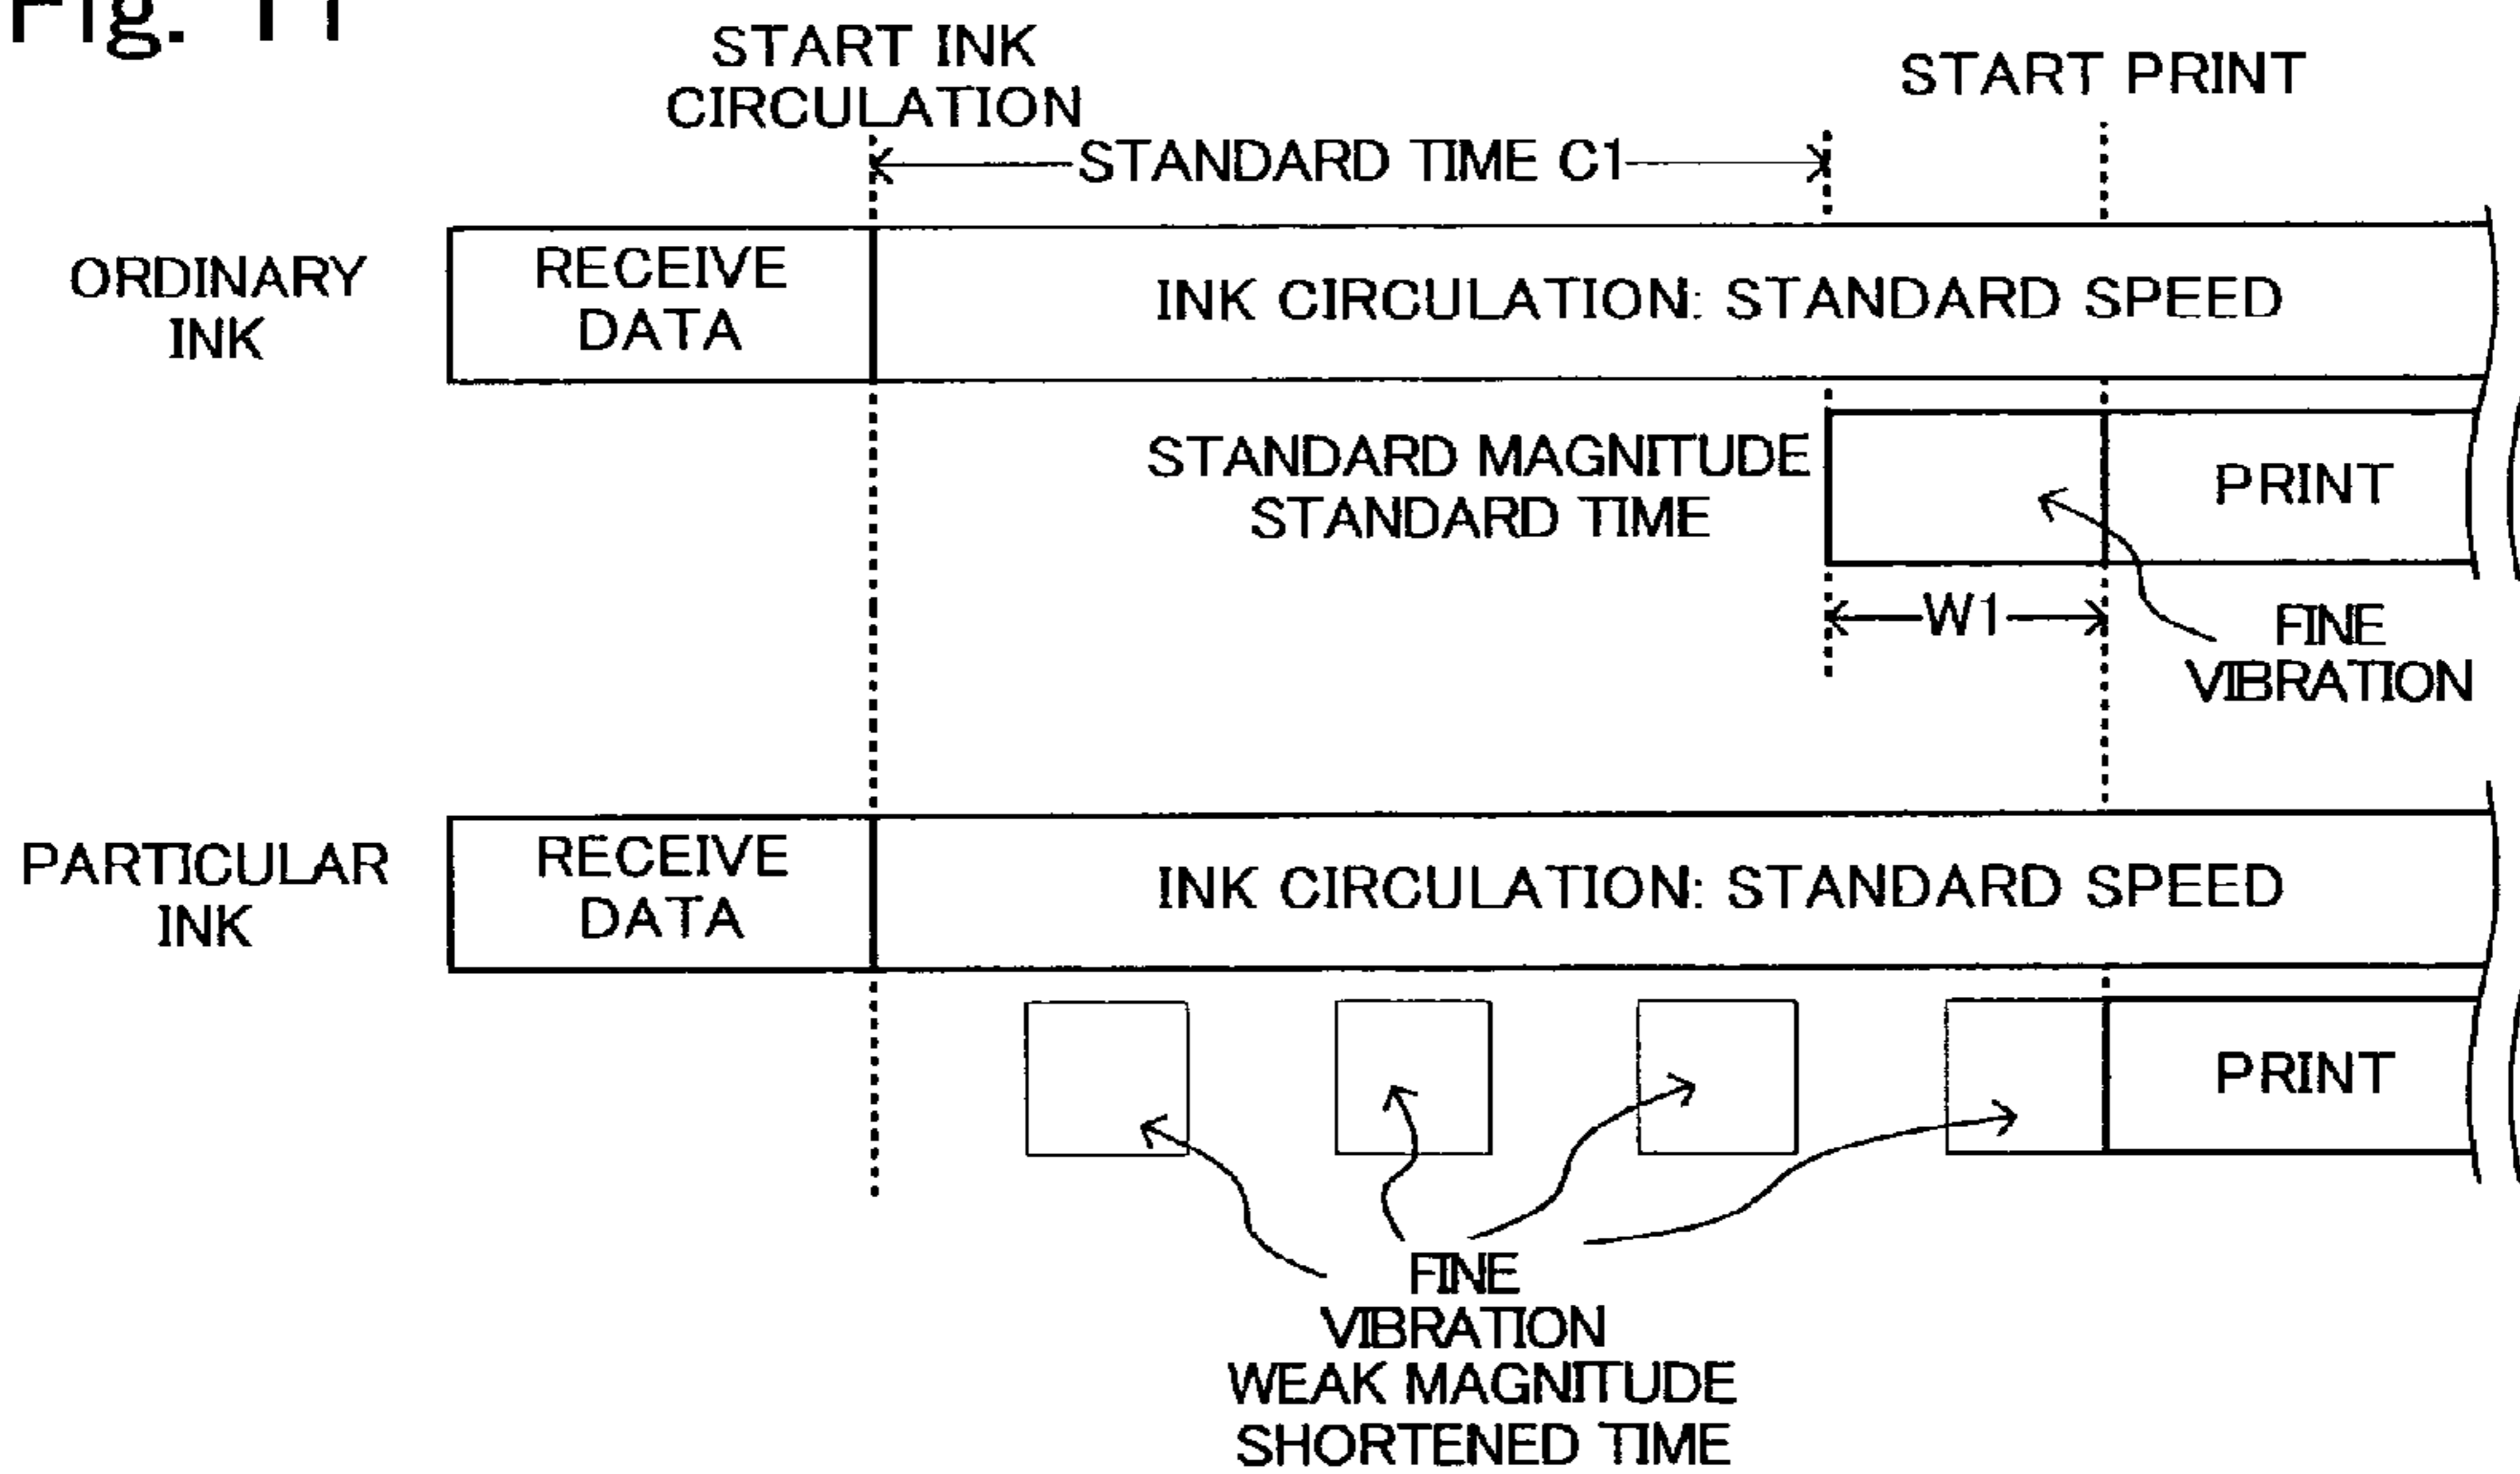 Fig. 11
START INK
CIRCULATION
START PRINT
STANDARD TIME C1
ORDINARY
INK
RECEIVE
DATA
INK CIRCULATION: STANDARD SPEED
STANDARD MAGNITUDE
STANDARD TIME
PRINT
W1
FINE
VIBRATION
PARTICULAR
INK
RECEIVE
DATA
INK CIRCULATION: STANDARD SPEED
PRINT
FINE
VIBRATION
WEAK MAGNITUDE
SHORTENED TIME